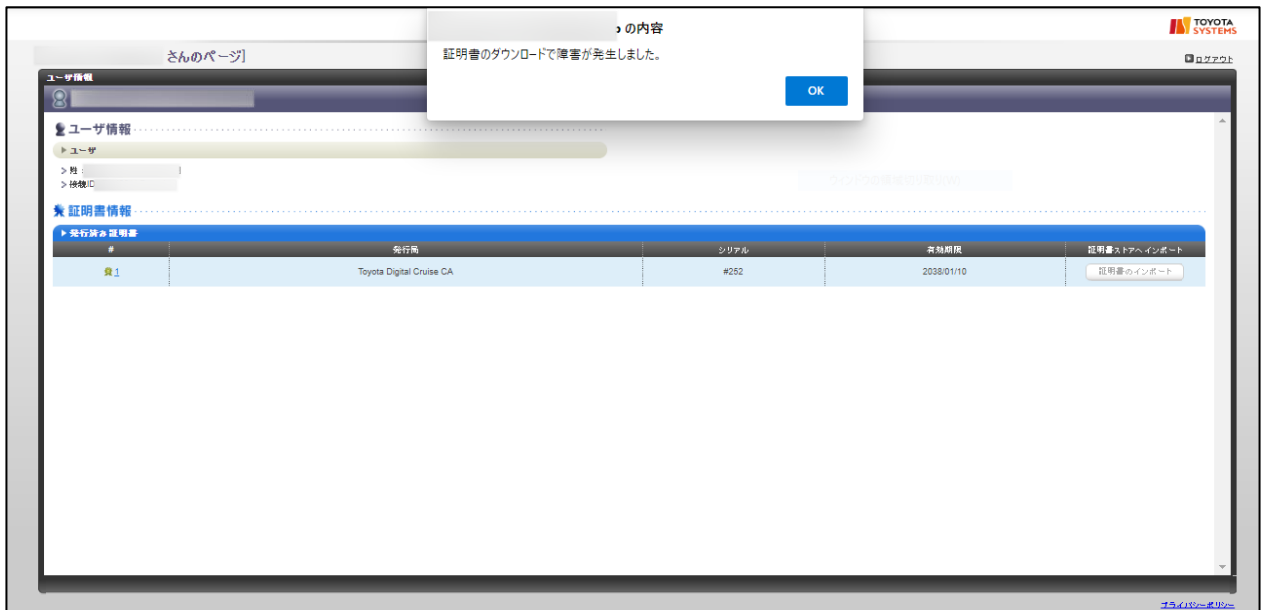 の内容
証明書のダウンロードで障害が発生しました。
OK
TOYOTA
SYSTEMS
さんのページ]
ログアウト
ユーザ情報
ユーザ情報
ユーザ
> 姓 :
> 接続ID
証明書情報
発行済み証明書
# 発行局 シリアル 有効期限 証明書ストアへインポート
1 Toyota Digital Cruise CA #252 2038/01/10 証明書のインポート
プライバシーポリシー